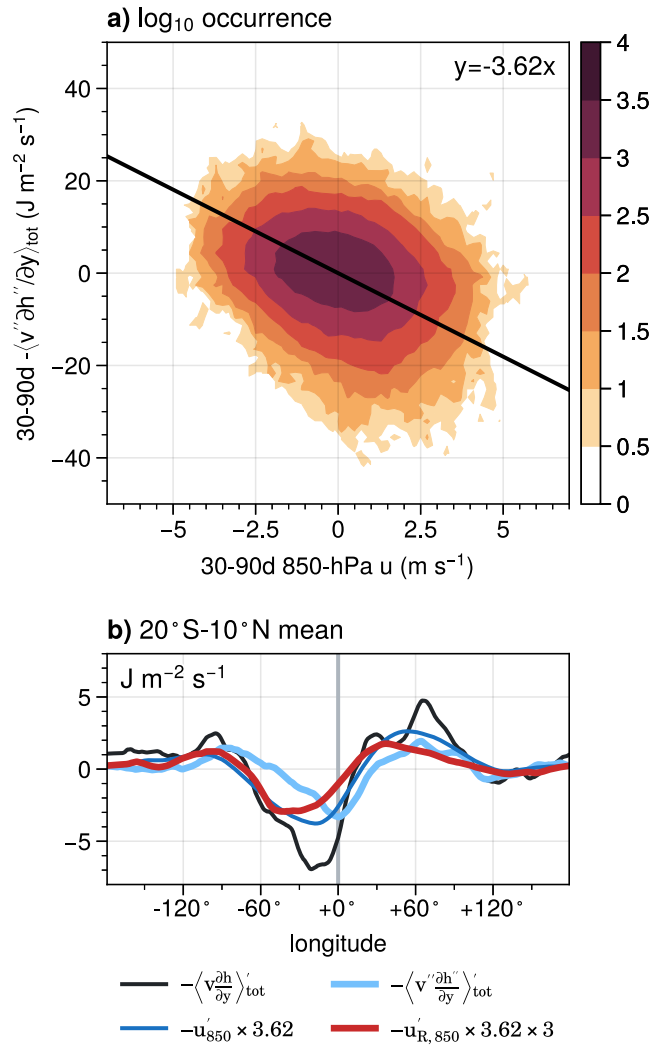 a) log₁₀ occurrence
y=-3.62x
40
20
0
−20
−40
30-90d -⟨v''∂h''/∂y⟩tot (J m⁻² s⁻¹)
−5
−2.5
0
2.5
5
30-90d 850-hPa u (m s⁻¹)
4
3.5
3
2.5
2
1.5
1
0.5
0
b) 20°S-10°N mean
J m⁻² s⁻¹
5
0
−5
-120°
-60°
+0°
+60°
+120°
longitude
−⟨v ∂h/∂y⟩'tot
−⟨v'' ∂h''/∂y⟩'tot
−u'850 × 3.62
−u'R, 850 × 3.62 × 3